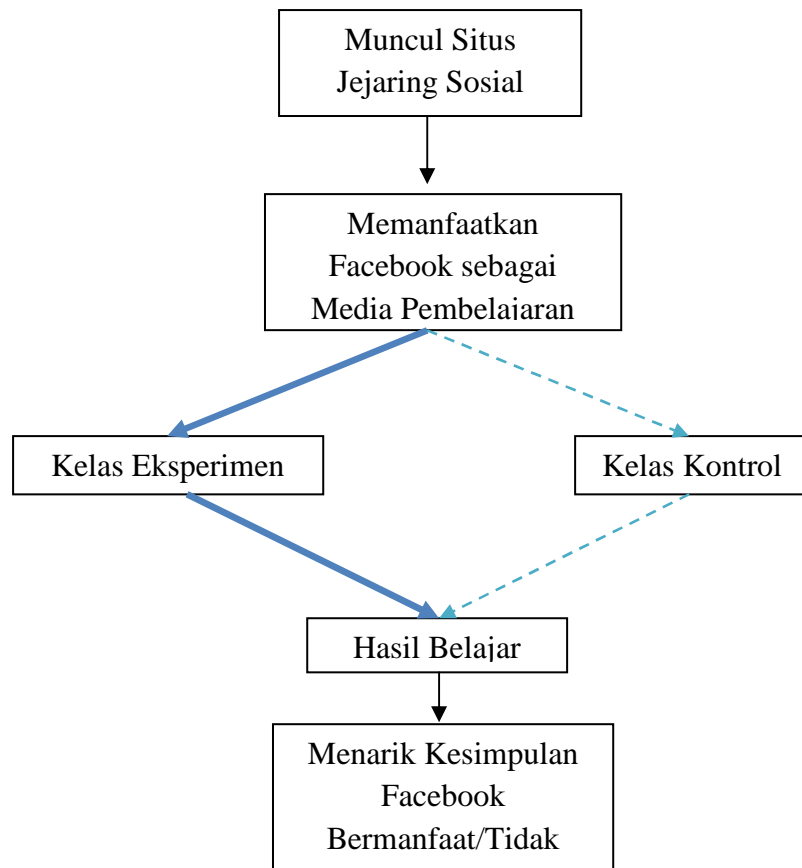 Muncul Situs
Jejaring Sosial
Memanfaatkan
Facebook sebagai
Media Pembelajaran
Kelas Eksperimen
Kelas Kontrol
Hasil Belajar
Menarik Kesimpulan
Facebook
Bermanfaat/Tidak